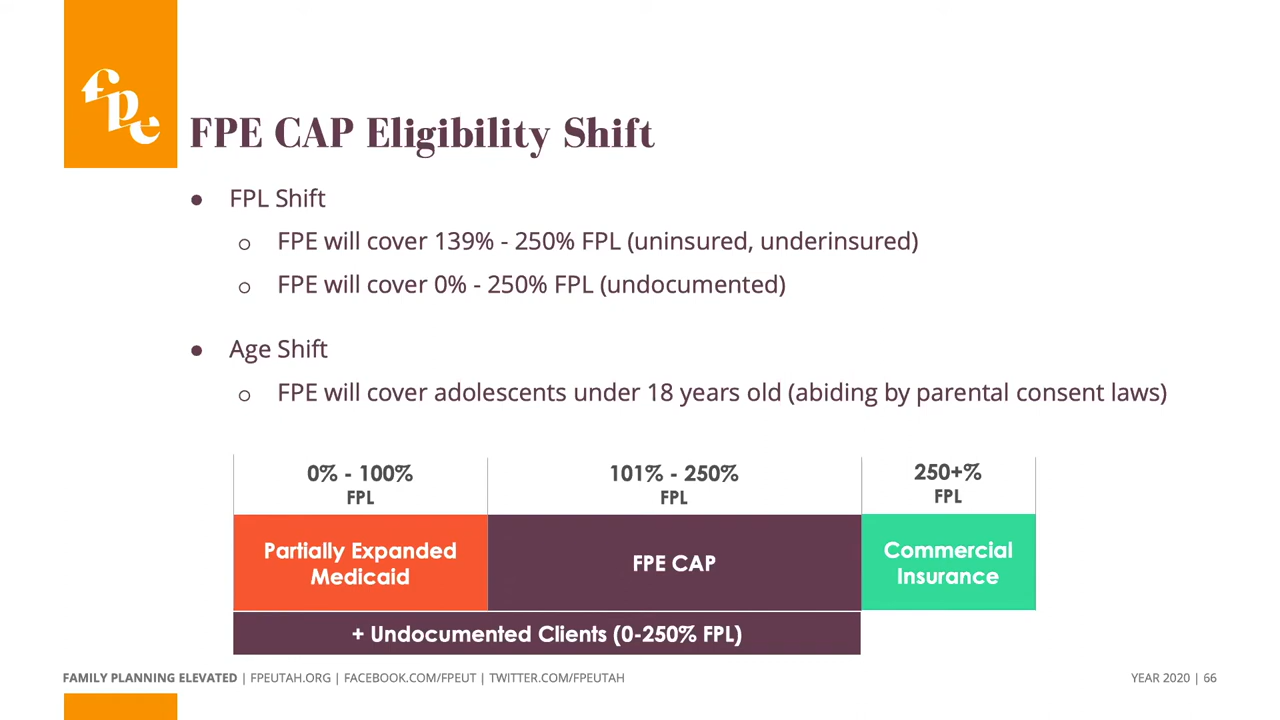 fpe
FPE CAP Eligibility Shift
● FPL Shift
o FPE will cover 139% - 250% FPL (uninsured, underinsured)
o FPE will cover 0% - 250% FPL (undocumented)
● Age Shift
o FPE will cover adolescents under 18 years old (abiding by parental consent laws)
0% - 100%
FPL
101% - 250%
FPL
250+%
FPL
Partially Expanded
Medicaid
FPE CAP
Commercial
Insurance
+ Undocumented Clients (0-250% FPL)
FAMILY PLANNING ELEVATED | FPEUTAH.ORG | FACEBOOK.COM/FPEUT | TWITTER.COM/FPEUTAH
YEAR 2020 | 66